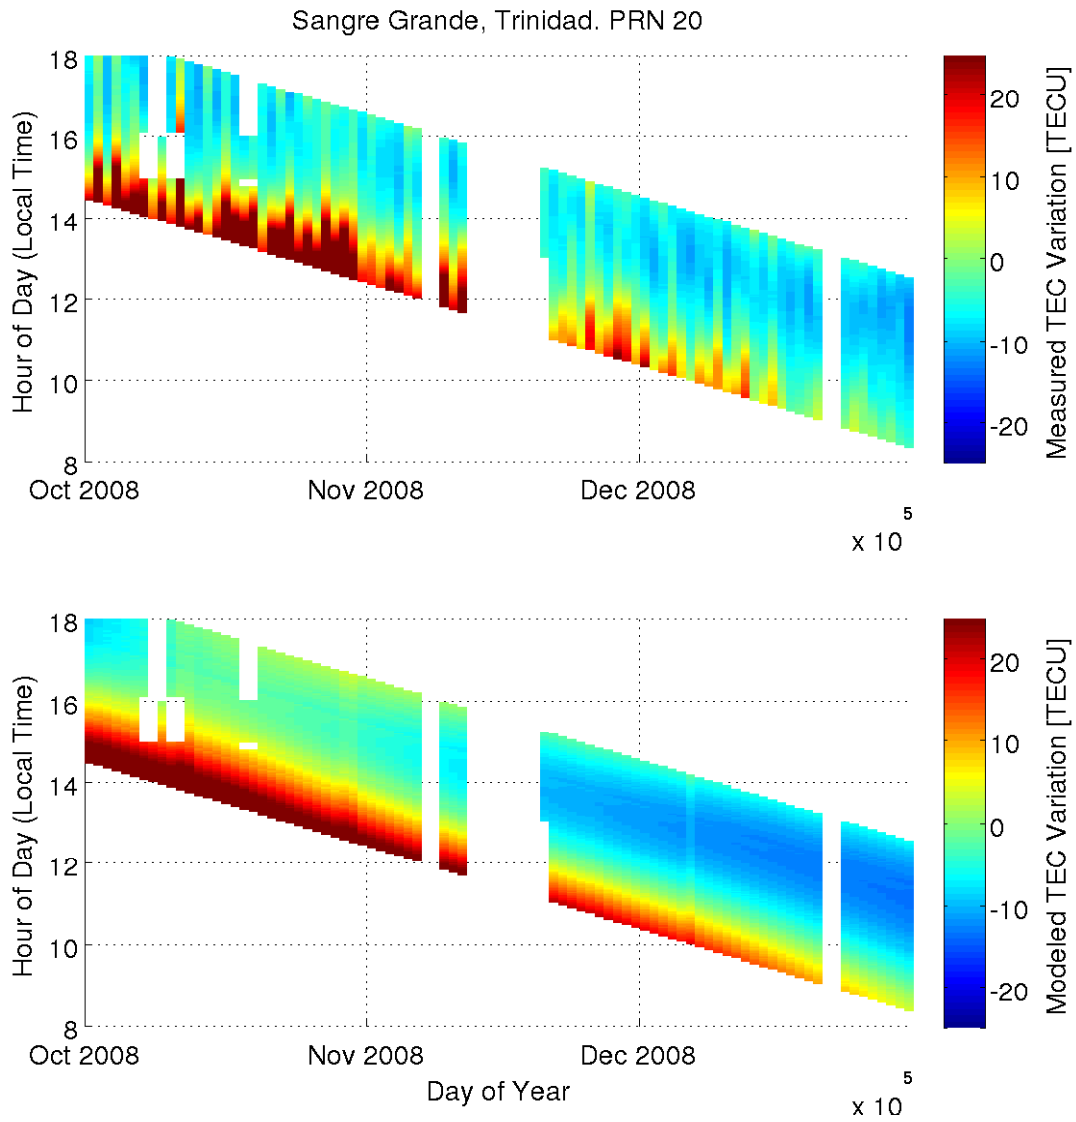 Sangre Grande, Trinidad. PRN 20
Hour of Day (Local Time)
18
16
14
12
10
8
Oct 2008
Nov 2008
Dec 2008
x 10
5
20
10
0
-10
-20
Measured TEC Variation [TECU]
Hour of Day (Local Time)
18
16
14
12
10
8
Oct 2008
Nov 2008
Dec 2008
Day of Year
x 10
5
20
10
0
-10
-20
Modeled TEC Variation [TECU]